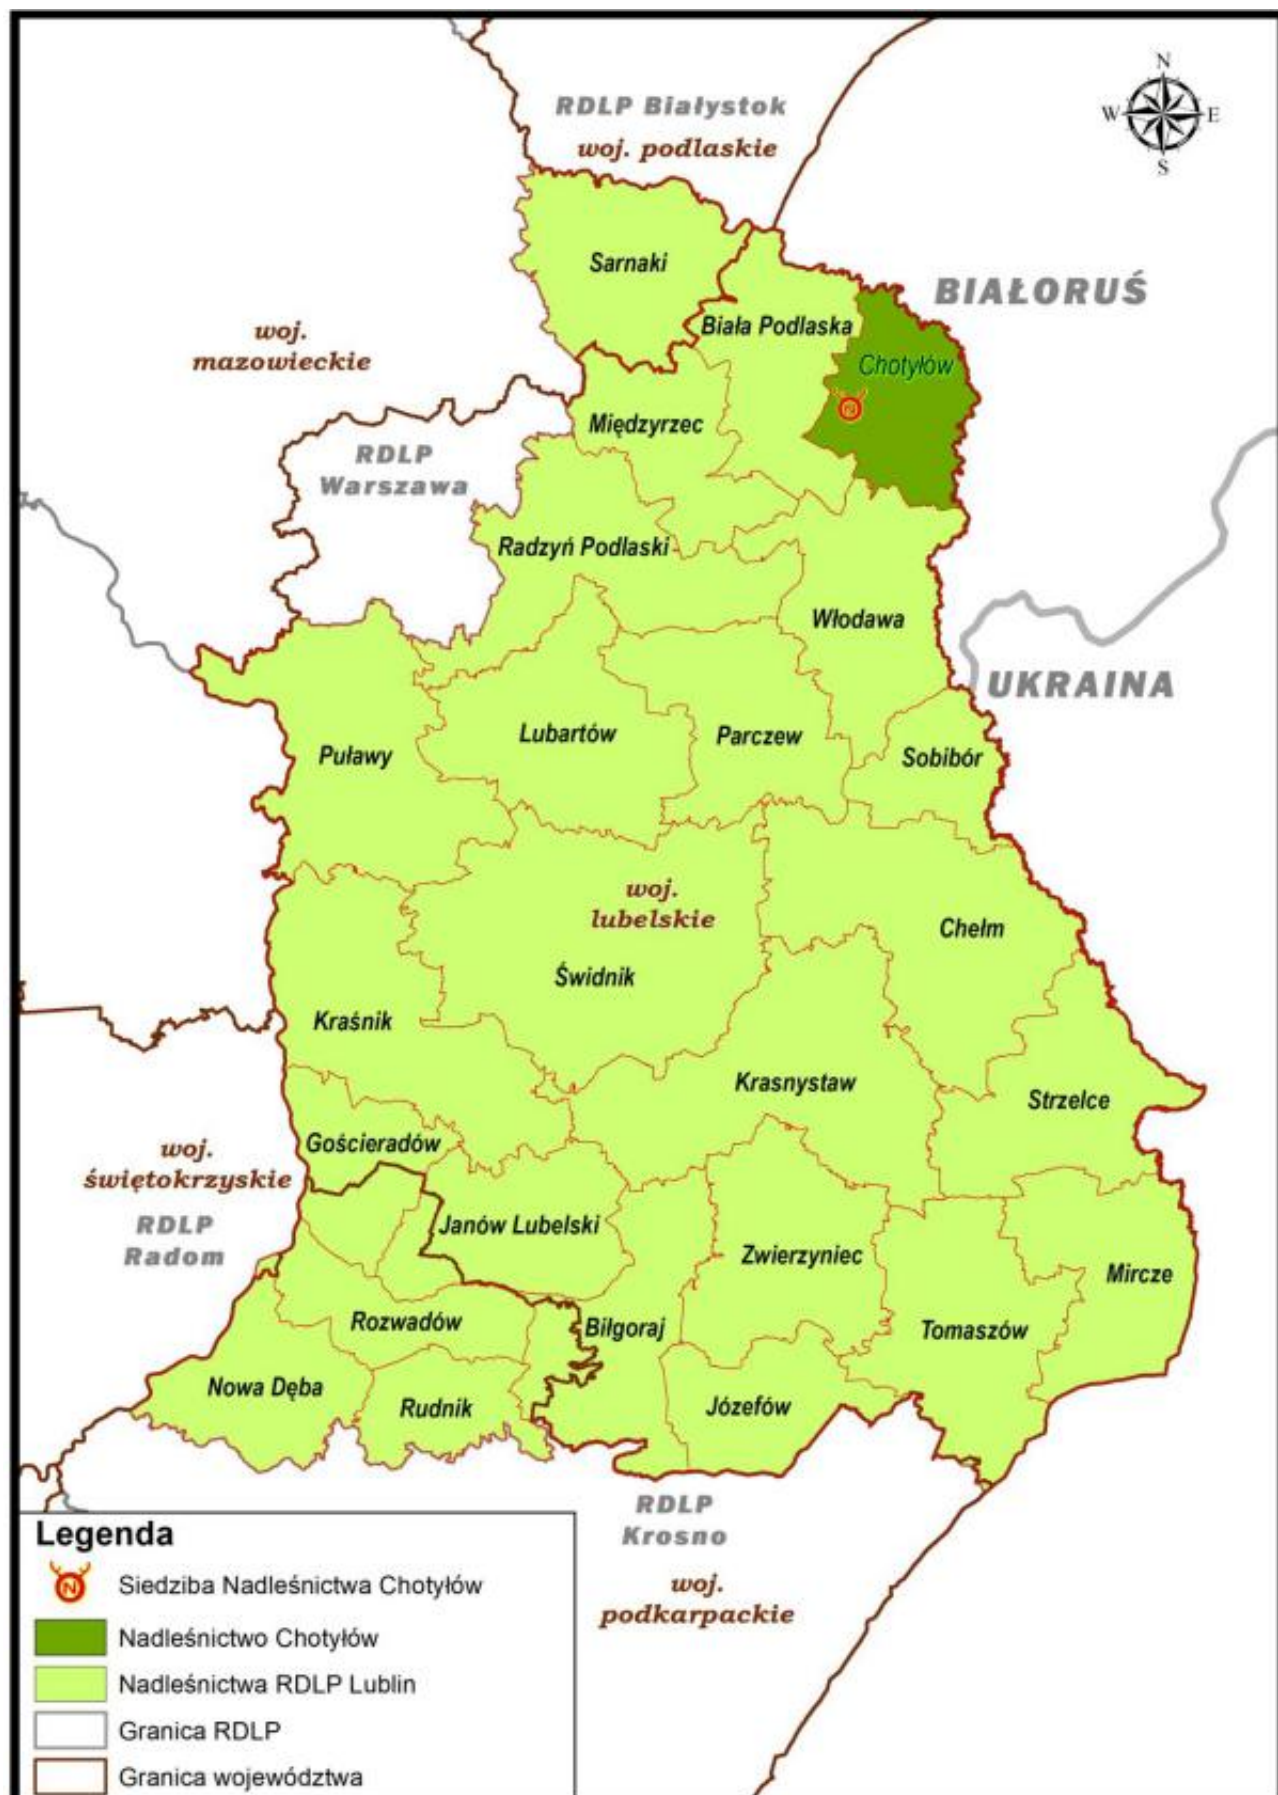 N
W
E
S
RDLP Białystok
woj. podlaskie
Sarnaki
BIAŁORUŚ
woj.
mazowieckie
Biała Podlaska
Chotyłów
N
Międzyrzec
RDLP
Warszawa
Radzyń Podlaski
Włodawa
UKRAINA
Puławy
Lubartów
Parczew
Sobibór
woj.
lubelskie
Chełm
Świdnik
Kraśnik
Krasnystaw
Strzelce
Gościeradów
woj.
świętokrzyskie
RDLP
Radom
Janów Lubelski
Zwierzyniec
Mircze
Rozwadów
Biłgoraj
Tomaszów
Nowa Dęba
Rudnik
Józefów
RDLP
Krosno
woj.
podkarpackie
Legenda
N
Siedziba Nadleśnictwa Chotyłów
Nadleśnictwo Chotyłów
Nadleśnictwa RDLP Lublin
Granica RDLP
Granica województwa